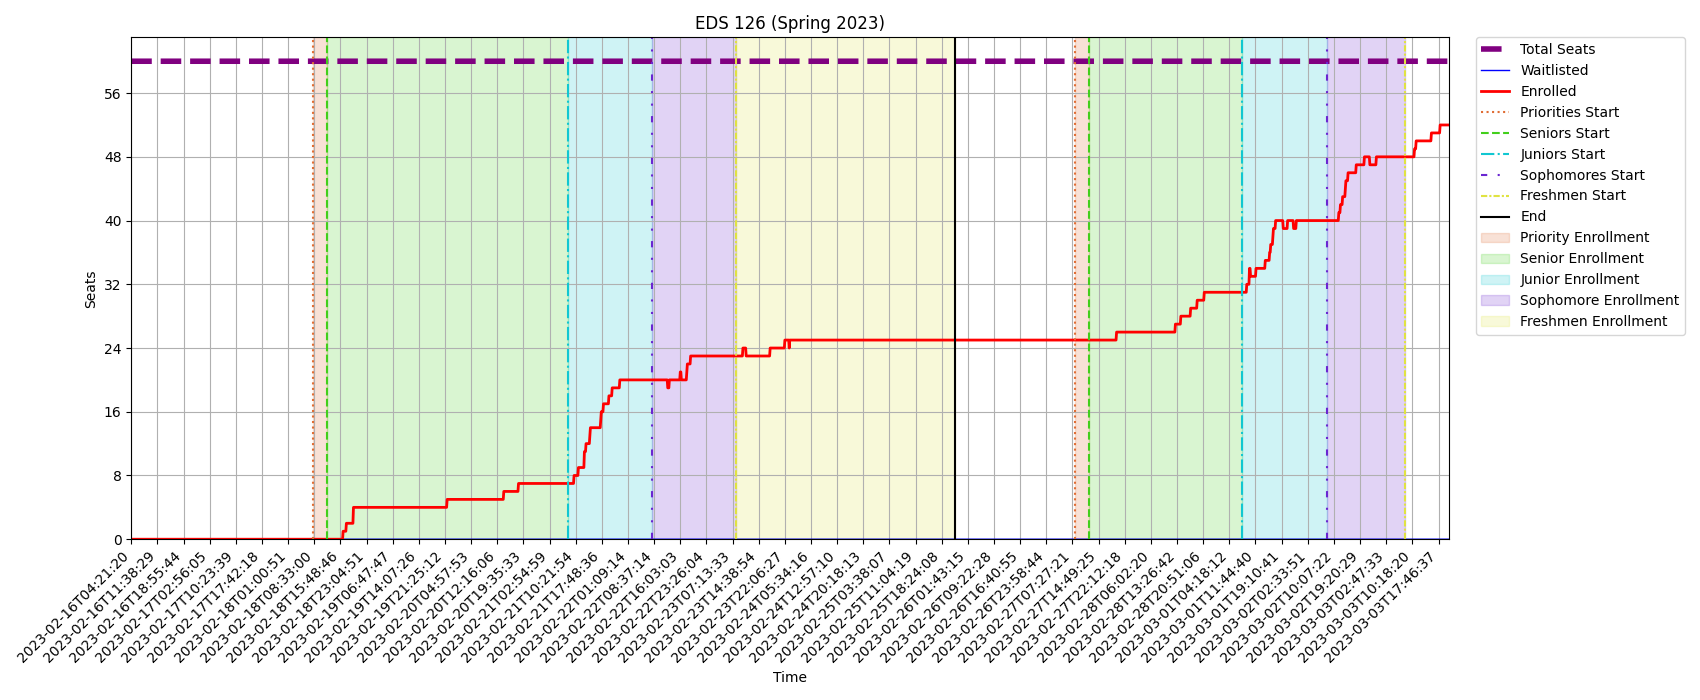 EDS 126 (Spring 2023)
Seats
56
48
40
32
24
16
8
0
2023-02-16T04:21:20
2023-02-16T11:38:29
2023-02-16T18:55:44
2023-02-17T02:56:05
2023-02-17T10:23:39
2023-02-17T17:42:18
2023-02-18T01:00:51
2023-02-18T08:33:00
2023-02-18T15:48:46
2023-02-18T23:04:51
2023-02-19T06:47:47
2023-02-19T14:07:26
2023-02-19T21:25:12
2023-02-20T04:57:53
2023-02-20T12:16:06
2023-02-20T19:35:33
2023-02-21T02:54:59
2023-02-21T10:21:54
2023-02-21T17:48:36
2023-02-22T01:09:14
2023-02-22T08:37:14
2023-02-22T16:03:03
2023-02-22T23:26:04
2023-02-23T07:13:33
2023-02-23T14:38:54
2023-02-23T22:06:27
2023-02-24T05:34:16
2023-02-24T12:57:10
2023-02-24T20:18:13
2023-02-25T03:38:07
2023-02-25T11:04:19
2023-02-25T18:24:08
2023-02-26T01:43:15
2023-02-26T09:22:28
2023-02-26T16:40:55
2023-02-26T23:58:44
2023-02-27T07:27:21
2023-02-27T14:49:25
2023-02-27T22:12:18
2023-02-28T06:02:20
2023-02-28T13:26:42
2023-02-28T20:51:06
2023-03-01T04:18:12
2023-03-01T11:44:40
2023-03-01T19:10:41
2023-03-02T02:33:51
2023-03-02T10:07:22
2023-03-02T19:20:29
2023-03-03T02:47:33
2023-03-03T10:18:20
2023-03-03T17:46:37
Time
Total Seats
Waitlisted
Enrolled
Priorities Start
Seniors Start
Juniors Start
Sophomores Start
Freshmen Start
End
Priority Enrollment
Senior Enrollment
Junior Enrollment
Sophomore Enrollment
Freshmen Enrollment